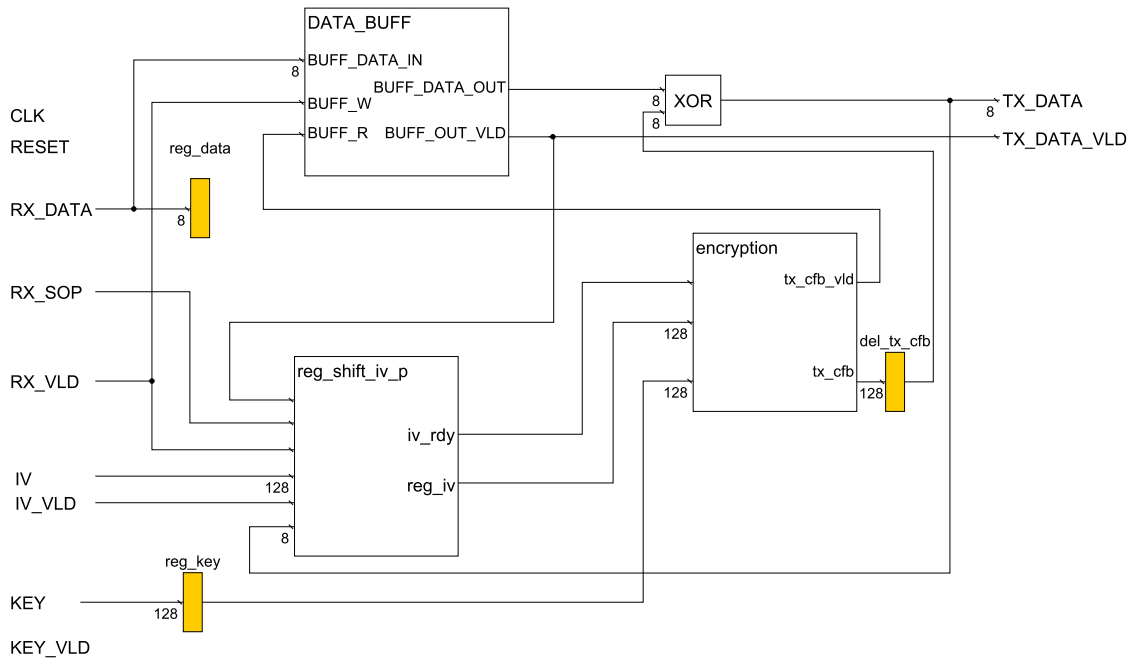 DATA_BUFF
BUFF_DATA_IN
8
BUFF_DATA_OUT
BUFF_W
BUFF_R
BUFF_OUT_VLD
XOR
8
8
TX_DATA
8
TX_DATA_VLD
CLK
RESET
reg_data
RX_DATA
8
encryption
tx_cfb_vld
128
tx_cfb
128
del_tx_cfb
128
RX_SOP
RX_VLD
reg_shift_iv_p
iv_rdy
reg_iv
IV
128
IV_VLD
8
reg_key
KEY
128
KEY_VLD